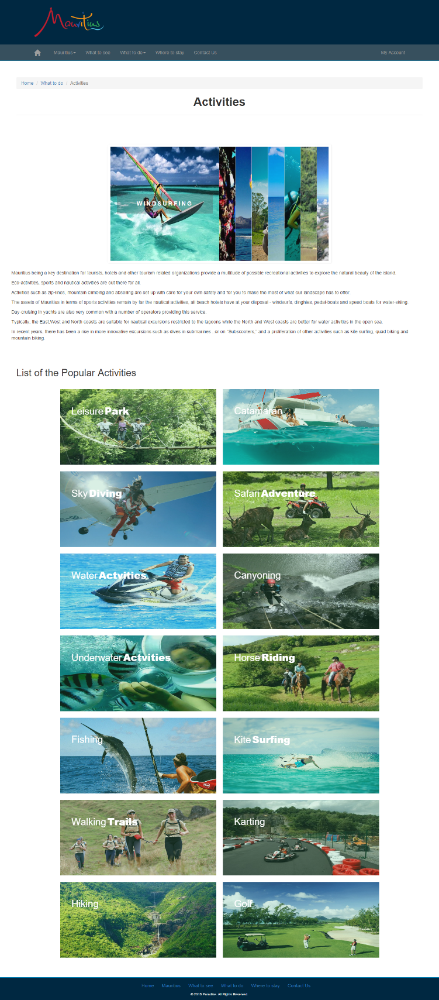 Mauritius
Mauritius What to see What to do Where to stay Contact Us My Account
Home / What to do / Activities
Activities
WINDSURFING
Mauritius being a key destination for tourists, hotels and other tourism related organizations provide a multitude of possible recreational activities to explore the natural beauty of the island.
Eco-activities, sports and nautical activities are out there for all.
Activities such as zip-lines, mountain climbing and abseiling are set up with care for your own safety and for you to make the most of what our landscape has to offer.
The assets of Mauritius in terms of sports activities remain by far the nautical activities, all beach hotels have at your disposal - windsurfs, dinghies, pedal-boats and speed boats for water-skiing.
Day-cruising in yachts are also very common with a number of operators providing this service.
Typically, the East,West and North coasts are suitable for nautical excursions restricted to the lagoons while the North and West coasts are better for water activities in the open sea.
In recent years, there has been a rise in more innovative excursions such as dives in submarines or on "Subscooters," and a proliferation of other activities such as kite surfing, quad biking and
mountain biking.
List of the Popular Activities
Leisure Park
Catamaran
Sky Diving
Safari Adventure
Water Actvities
Canyoning
Underwater Actvities
Horse Riding
Fishing
Kite Surfing
Walking Trails
Karting
Hiking
Golf
Home Mauritius What to see What to do Where to stay Contact Us
© 2015 Paradise. All Rights Reserved.